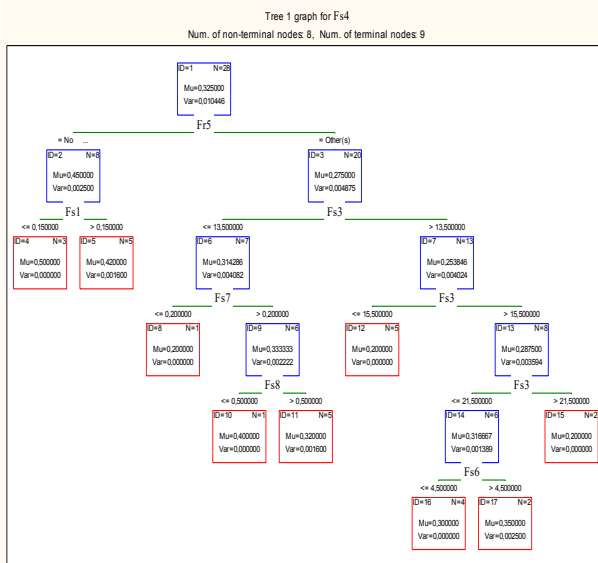 Tree 1 graph for Fs4
Num. of non-terminal nodes: 8,  Num. of terminal nodes: 9
ID=1 N=28
Mu=0,325000
Var=0,010446
Fr5
= No ... = Other(s)
ID=2 N=8 ID=3 N=20
Mu=0,450000 Mu=0,275000
Var=0,002500 Var=0,004875
Fs1 Fs3
<= 0,150000 > 0,150000 <= 13,500000 > 13,500000
ID=4 N=3 ID=5 N=5 ID=6 N=7 ID=7 N=13
Mu=0,500000 Mu=0,420000 Mu=0,314286 Mu=0,253846
Var=0,000000 Var=0,001600 Var=0,004082 Var=0,004024
Fs7 Fs3
<= 0,200000 > 0,200000 <= 15,500000 > 15,500000
ID=8 N=1 ID=9 N=6 ID=12 N=5 ID=13 N=8
Mu=0,200000 Mu=0,333333 Mu=0,200000 Mu=0,287500
Var=0,000000 Var=0,002222 Var=0,000000 Var=0,003594
Fs8 Fs3
<= 0,500000 > 0,500000 <= 21,500000 > 21,500000
ID=10 N=1 ID=11 N=5 ID=14 N=6 ID=15 N=2
Mu=0,400000 Mu=0,320000 Mu=0,316667 Mu=0,200000
Var=0,000000 Var=0,001600 Var=0,001389 Var=0,000000
Fs6
<= 4,500000 > 4,500000
ID=16 N=4 ID=17 N=2
Mu=0,300000 Mu=0,350000
Var=0,000000 Var=0,002500